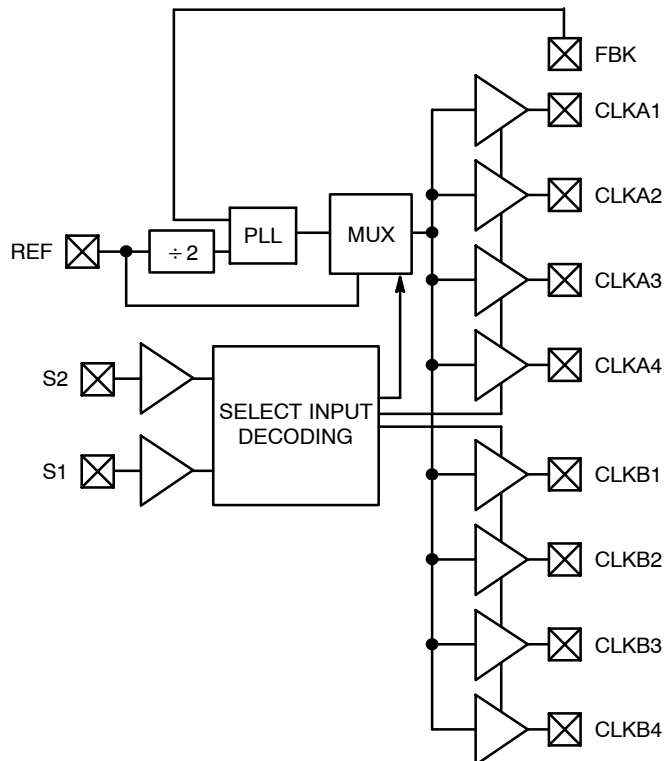 FBK
CLKA1
CLKA2
PLL
MUX
REF
÷2
CLKA3
S2
CLKA4
SELECT INPUT
DECODING
S1
CLKB1
CLKB2
CLKB3
CLKB4